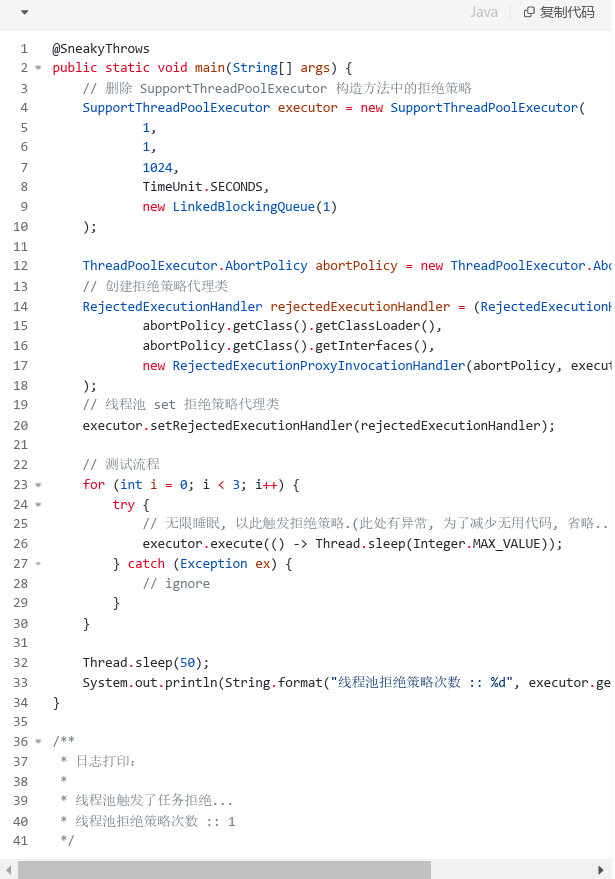 Java 复制代码
1 @SneakyThrows
2 public static void main(String[] args) {
3 // 删除 SupportThreadPoolExecutor 构造方法中的拒绝策略
4 SupportThreadPoolExecutor executor = new SupportThreadPoolExecutor(
5 1,
6 1,
7 1024,
8 TimeUnit.SECONDS,
9 new LinkedBlockingQueue(1)
10 );
11
12 ThreadPoolExecutor.AbortPolicy abortPolicy = new ThreadPoolExecutor.Abo
13 // 创建拒绝策略代理类
14 RejectedExecutionHandler rejectedExecutionHandler = (RejectedExecutionH
15 abortPolicy.getClass().getClassLoader(),
16 abortPolicy.getClass().getInterfaces(),
17 new RejectedExecutionProxyInvocationHandler(abortPolicy, execut
18 );
19 // 线程池 set 拒绝策略代理类
20 executor.setRejectedExecutionHandler(rejectedExecutionHandler);
21
22 // 测试流程
23 for (int i = 0; i < 3; i++) {
24 try {
25 // 无限睡眠, 以此触发拒绝策略.(此处有异常, 为了减少无用代码, 省略..
26 executor.execute(() -> Thread.sleep(Integer.MAX_VALUE));
27 } catch (Exception ex) {
28 // ignore
29 }
30 }
31
32 Thread.sleep(50);
33 System.out.println(String.format("线程池拒绝策略次数 :: %d", executor.ge
34 }
35
36 /**
37 * 日志打印:
38 *
39 * 线程池触发了任务拒绝...
40 * 线程池拒绝策略次数 :: 1
41 */